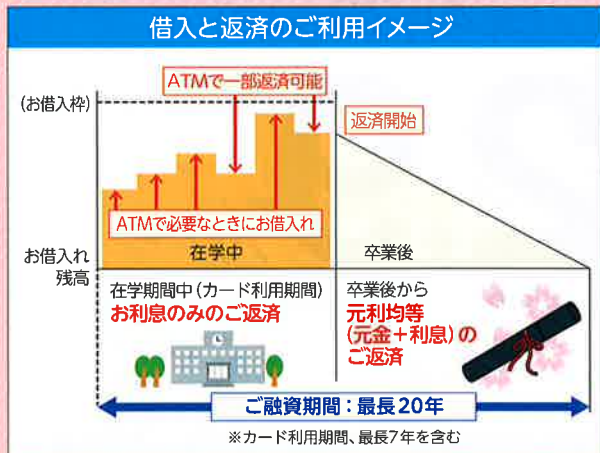 借入と返済のご利用イメージ
ATMで一部返済可能
(お借入枠)
返済開始
ATMで必要なときにお借入れ
お借入れ
残高
在学中
卒業後
在学期間中(カード利用期間)
お利息のみのご返済
卒業後から
元利均等
(元金+利息)の
ご返済
ご融資期間:最長20年
※カード利用期間、最長7年を含む